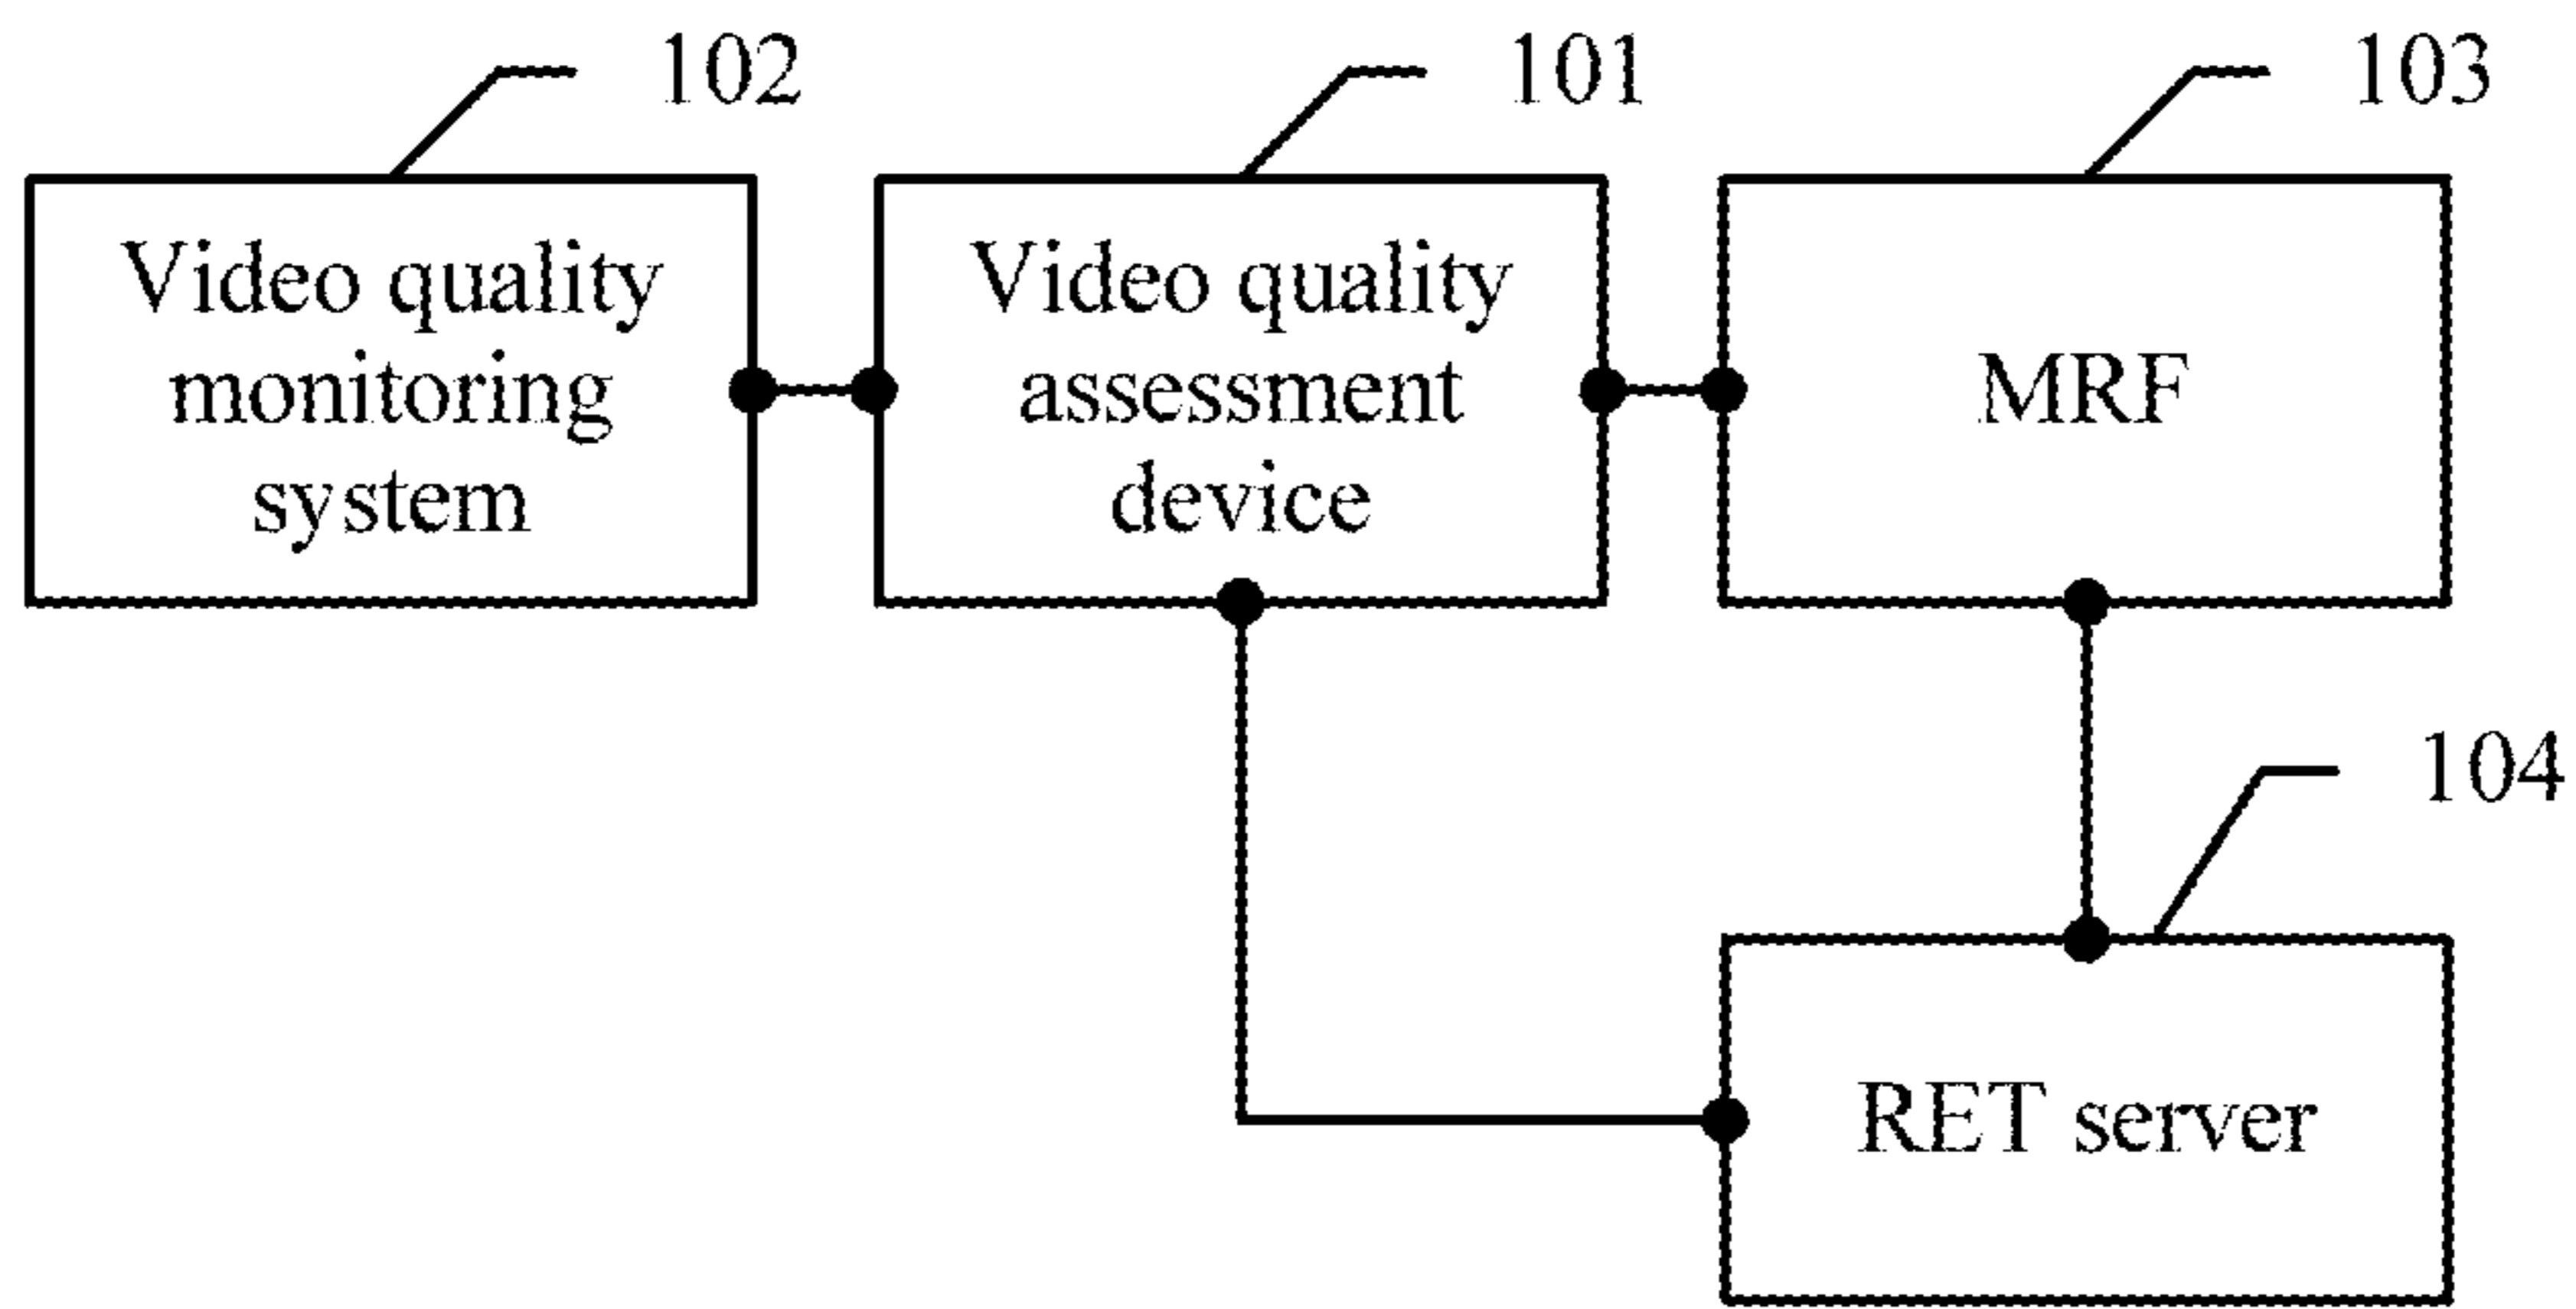 102
101
103
Video quality
monitoring
system
Video quality
assessment
device
MRF
104
RET server